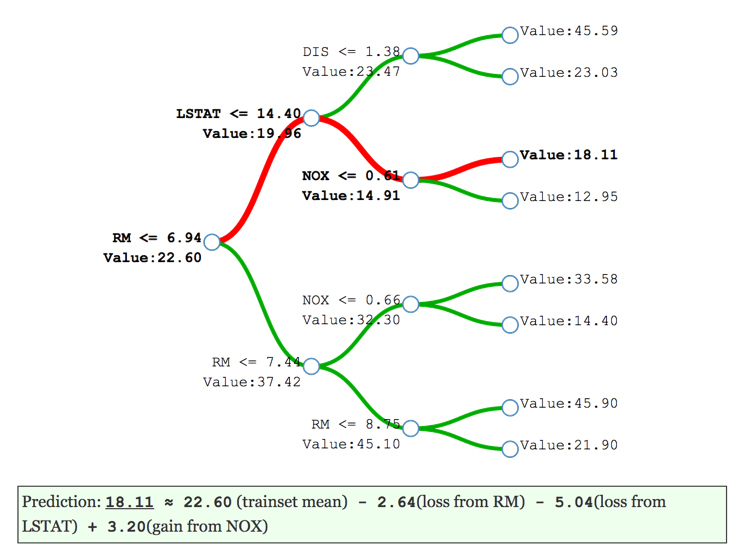 DIS <= 1.38
Value:23.47
Value:45.59
Value:23.03
LSTAT <= 14.40
Value:19.96
NOX <= 0.61
Value:14.91
Value:18.11
Value:12.95
RM <= 6.94
Value:22.60
NOX <= 0.66
Value:32.30
Value:33.58
Value:14.40
RM <= 7.44
Value:37.42
RM <= 8.75
Value:45.10
Value:45.90
Value:21.90
Prediction: 18.11 ≈ 22.60 (trainset mean) - 2.64(loss from RM) - 5.04(loss from
LSTAT) + 3.20(gain from NOX)